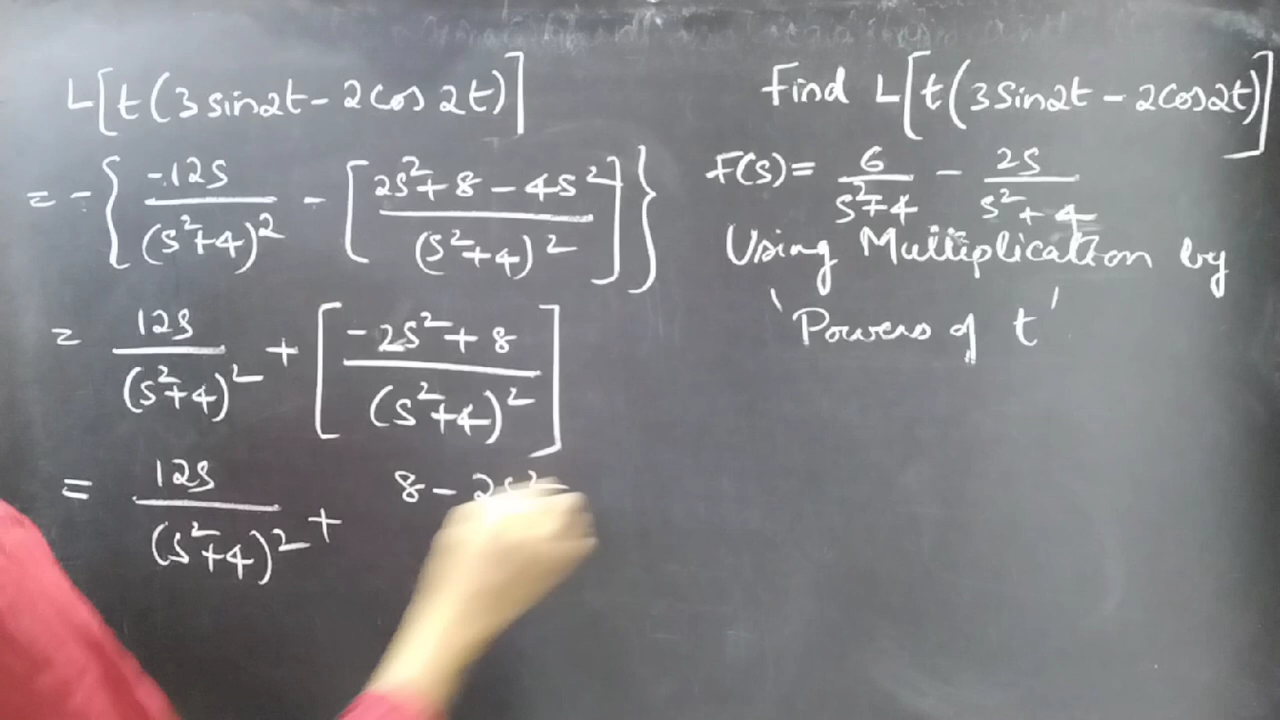 L[t(3sin2t - 2cos2t)]
= -{ -12s/(s²+4)² - [ (2s²+8-4s²)/(s²+4)² ] }
= 12s/(s²+4)² + [ (-2s²+8)/(s²+4)² ]
= 12s/(s²+4)² + 8-2s²
Find L[t(3sin2t - 2cos2t)]
F(s) = 6/(s²+4) - 2s/(s²+4)
Using Multiplication by
'Powers of t'